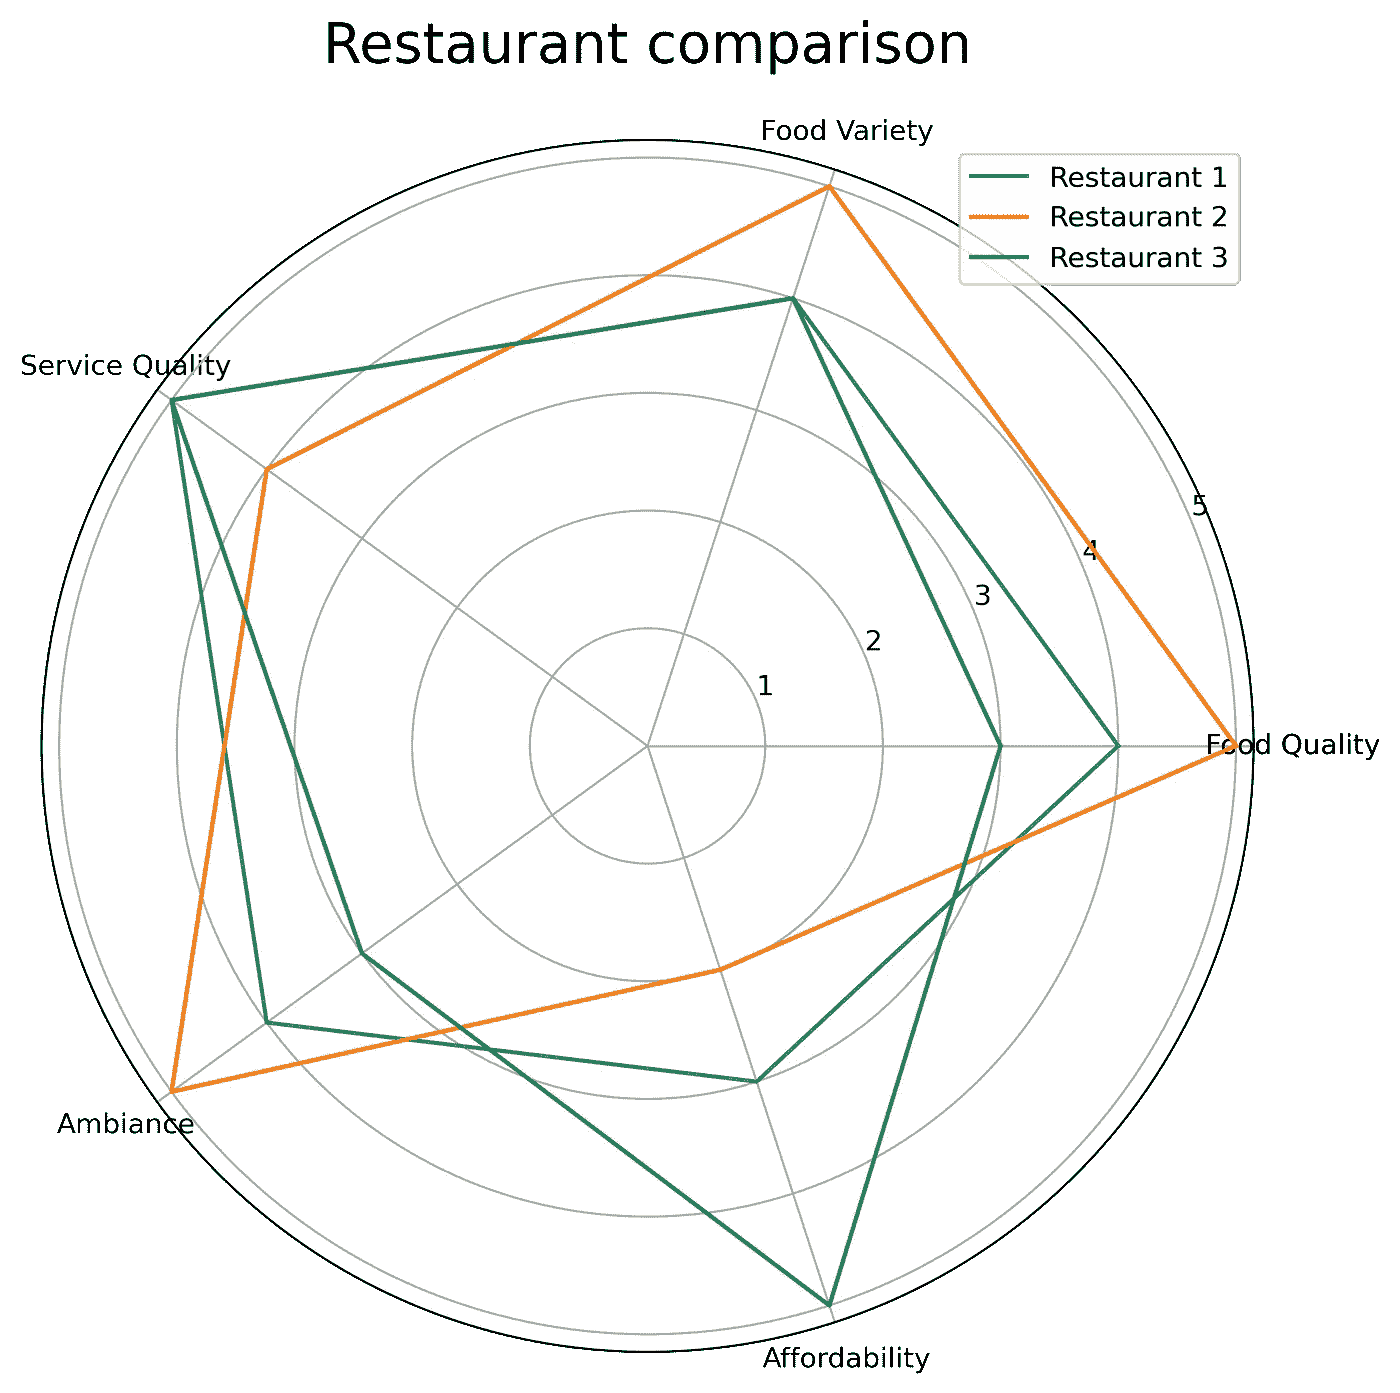 Restaurant comparison
Food Variety
Restaurant 1
Restaurant 2
Restaurant 3
Service Quality
5
4
3
2
1
Food Quality
Ambiance
Affordability